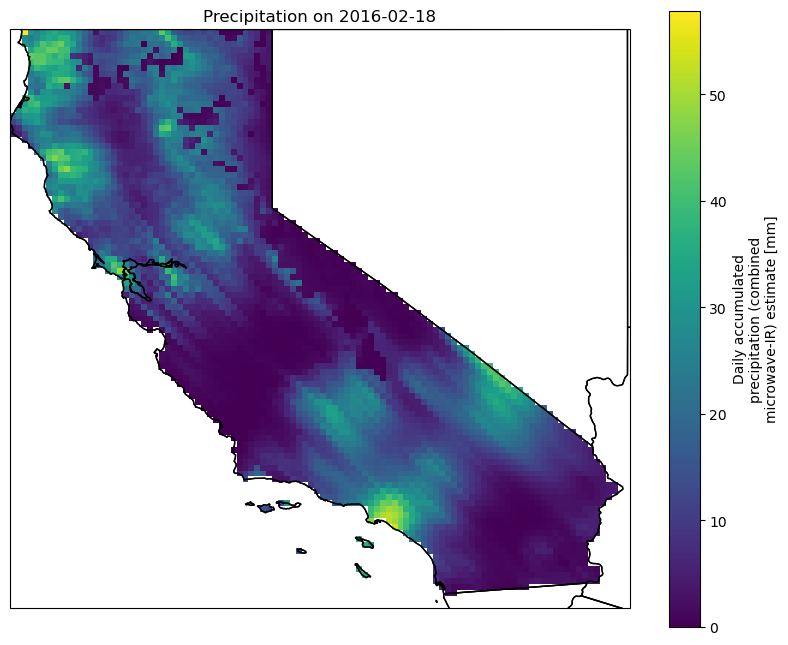 Precipitation on 2016-02-18
50
40
30
20
10
0
Daily accumulated
precipitation (combined
microwave-IR) estimate [mm]